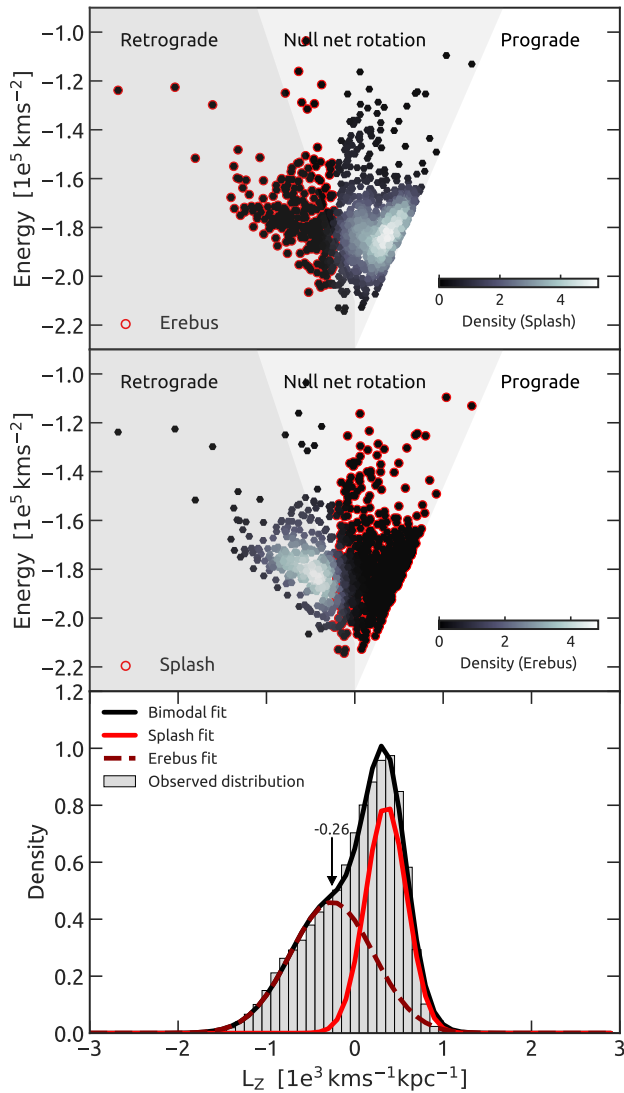 Retrograde Null net rotation Prograde
−1.0
−1.2
−1.4
−1.6
−1.8
−2.0
−2.2
Energy [1e⁵ kms⁻²]
Erebus
0 2 4
Density (Splash)
Retrograde Null net rotation Prograde
−1.0
−1.2
−1.4
−1.6
−1.8
−2.0
−2.2
Energy [1e⁵ kms⁻²]
Splash
0 2 4
Density (Erebus)
1.2
1.0
0.8
0.6
0.4
0.2
0.0
Density
Bimodal fit
Splash fit
Erebus fit
Observed distribution
-0.26
−3 −2 −1 0 1 2 3
L_Z [1e³ kms⁻¹kpc⁻¹]